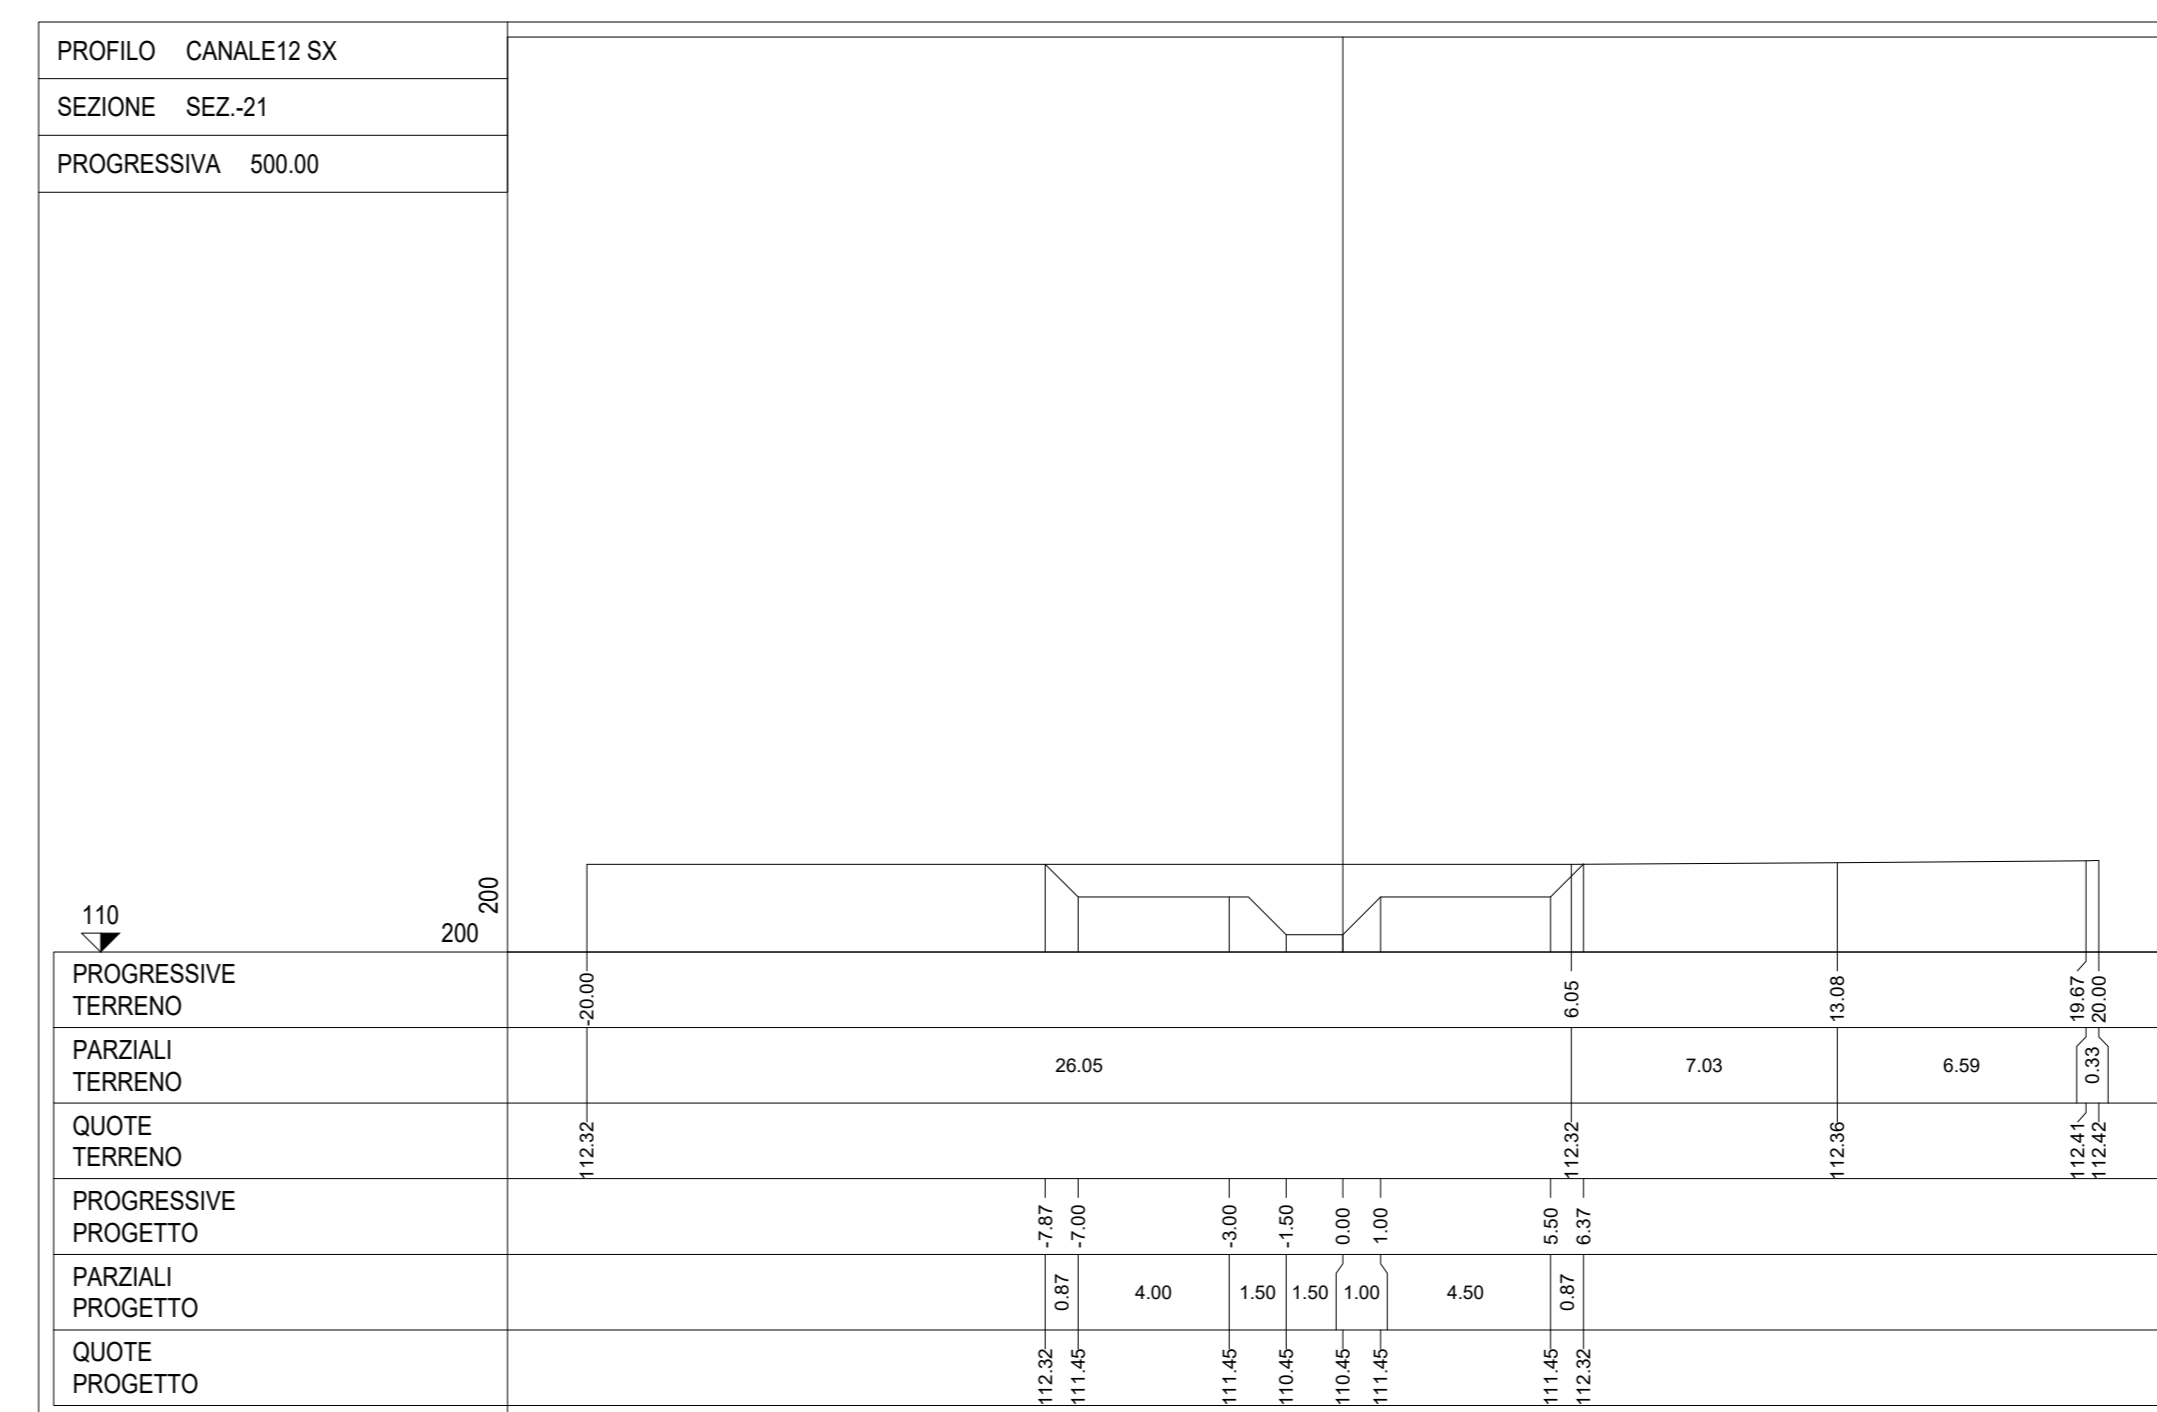 PROFILO CANALE12 SX
SEZIONE SEZ.-21
PROGRESSIVA 500.00
200
110
200
PROGRESSIVE
TERRENO
-20.00 6.05 13.08 19.67 20.00
PARZIALI
TERRENO
26.05 7.03 6.59 0.33
QUOTE
TERRENO
112.32 112.32 112.36 112.41 112.42
PROGRESSIVE
PROGETTO
-7.87 -7.00 -3.00 -1.50 0.00 1.00 5.50 6.37
PARZIALI
PROGETTO
0.87 4.00 1.50 1.50 1.00 4.50 0.87
QUOTE
PROGETTO
112.32 111.45 111.45 110.45 110.45 111.45 111.45 112.32